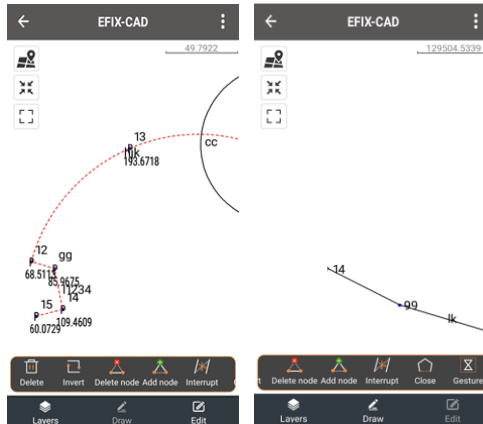 EFIX-CAD
49.7922
13
hjk
193.6718
cc
12
gg
68.5113
85.9675
11234
14
15
109.4609
60.0729
Delete
Invert
Delete node
Add node
Interrupt
Layers
Draw
Edit
EFIX-CAD
129504.5339
14
99
lk
t
Delete node
Add node
Interrupt
Close
Gesture
Layers
Draw
Edit